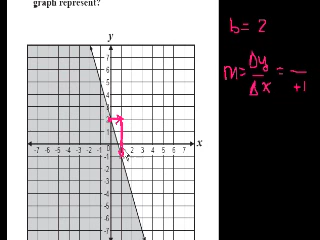 graph represent?
y
b = 2
m = Δy/Δx = /+1
x
-7 -6 -5 -4 -3 -2 -1 0 1 2 3 4 5 6 7
7
6
5
4
3
2
1
-1
-2
-3
-4
-5
-6
-7